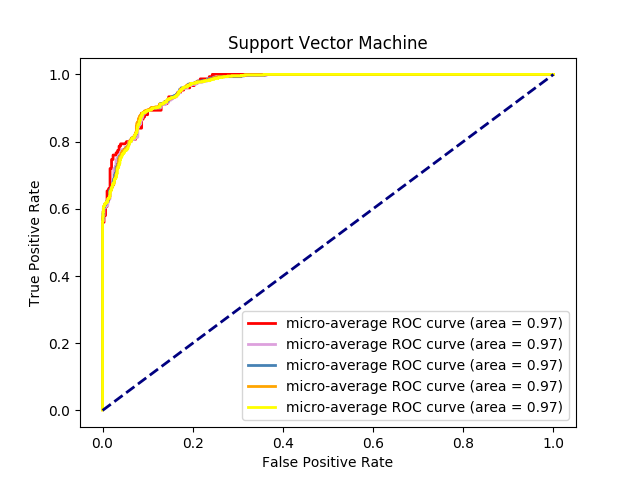 Support Vector Machine
True Positive Rate
1.0
0.8
0.6
0.4
0.2
0.0
micro-average ROC curve (area = 0.97)
micro-average ROC curve (area = 0.97)
micro-average ROC curve (area = 0.97)
micro-average ROC curve (area = 0.97)
micro-average ROC curve (area = 0.97)
0.0 0.2 0.4 0.6 0.8 1.0
False Positive Rate